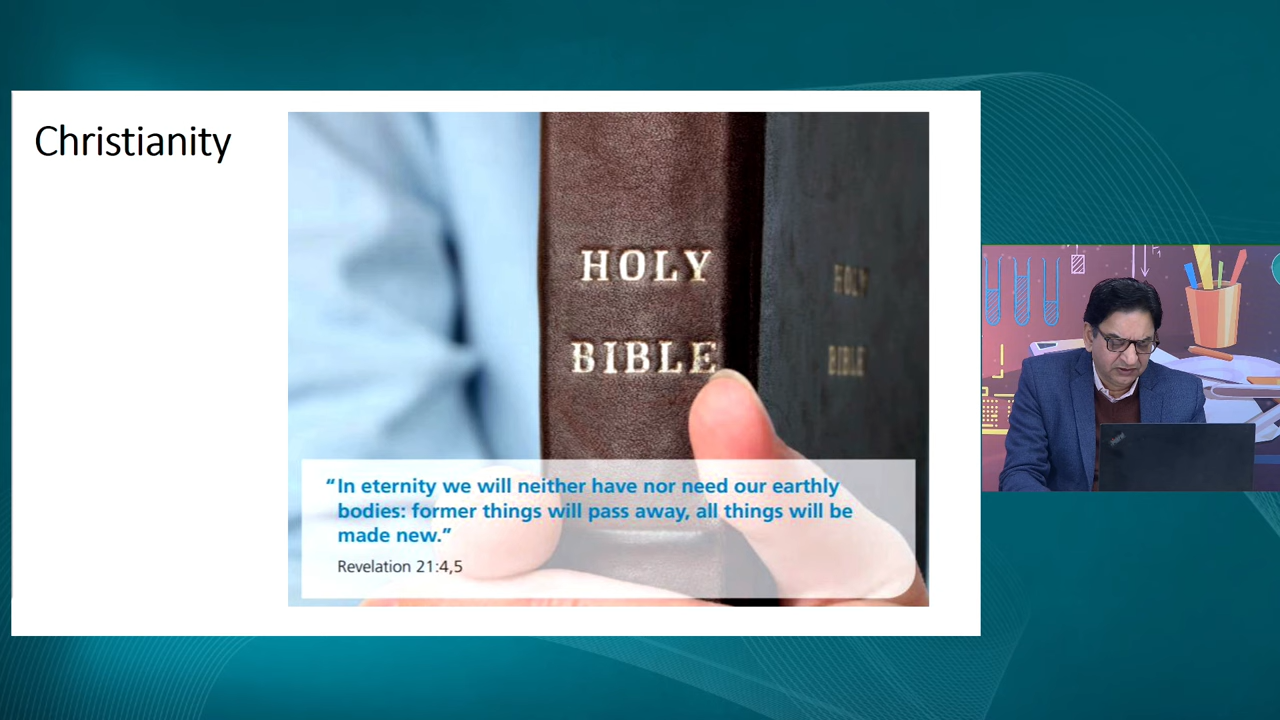 Christianity
HOLY
BIBLE
HOLY
BIBLE
“In eternity we will neither have nor need our earthly
bodies: former things will pass away, all things will be
made new.”
Revelation 21:4,5